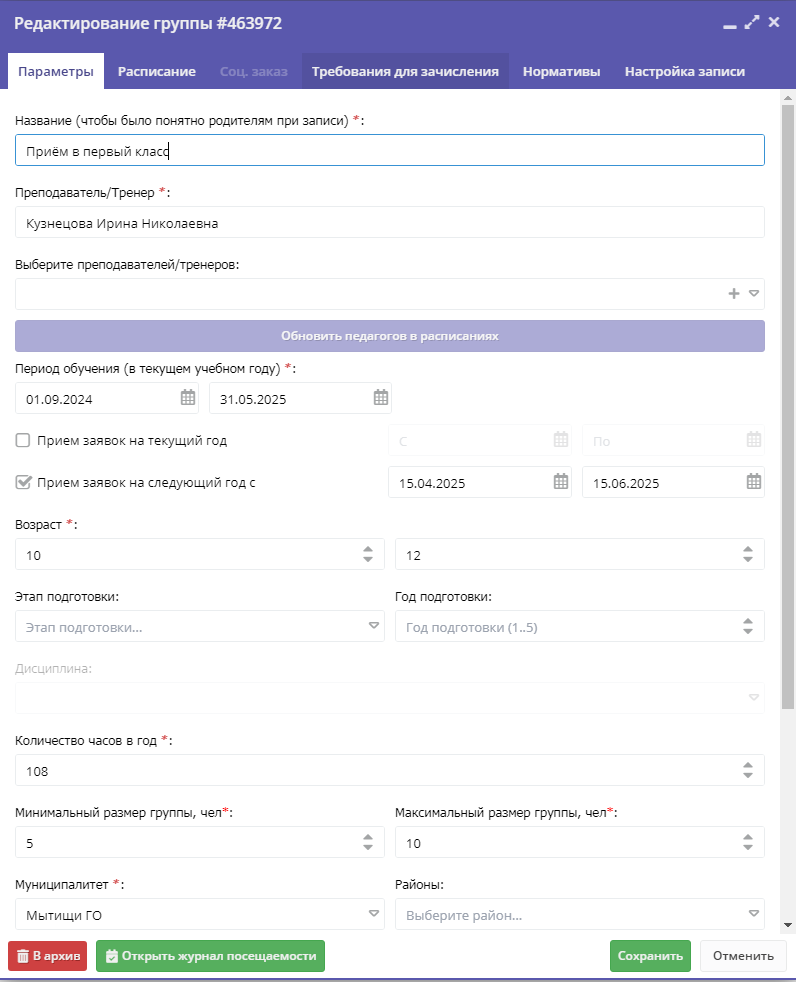 Редактирование группы #463972
Параметры Расписание Соц. заказ Требования для зачисления Нормативы Настройка записи
Название (чтобы было понятно родителям при записи) *:
Приём в первый класс
Преподаватель/Тренер *:
Кузнецова Ирина Николаевна
Выберите преподавателей/тренеров:
Обновить педагогов в расписаниях
Период обучения (в текущем учебном году) *:
01.09.2024 31.05.2025
Прием заявок на текущий год С По
Прием заявок на следующий год с 15.04.2025 15.06.2025
Возраст *:
10 12
Этап подготовки: Год подготовки:
Этап подготовки... Год подготовки (1..5)
Дисциплина:
Количество часов в год *:
108
Минимальный размер группы, чел*: Максимальный размер группы, чел*:
5 10
Муниципалитет *: Районы:
Мытищи ГО Выберите район...
В архив Открыть журнал посещаемости Сохранить Отменить